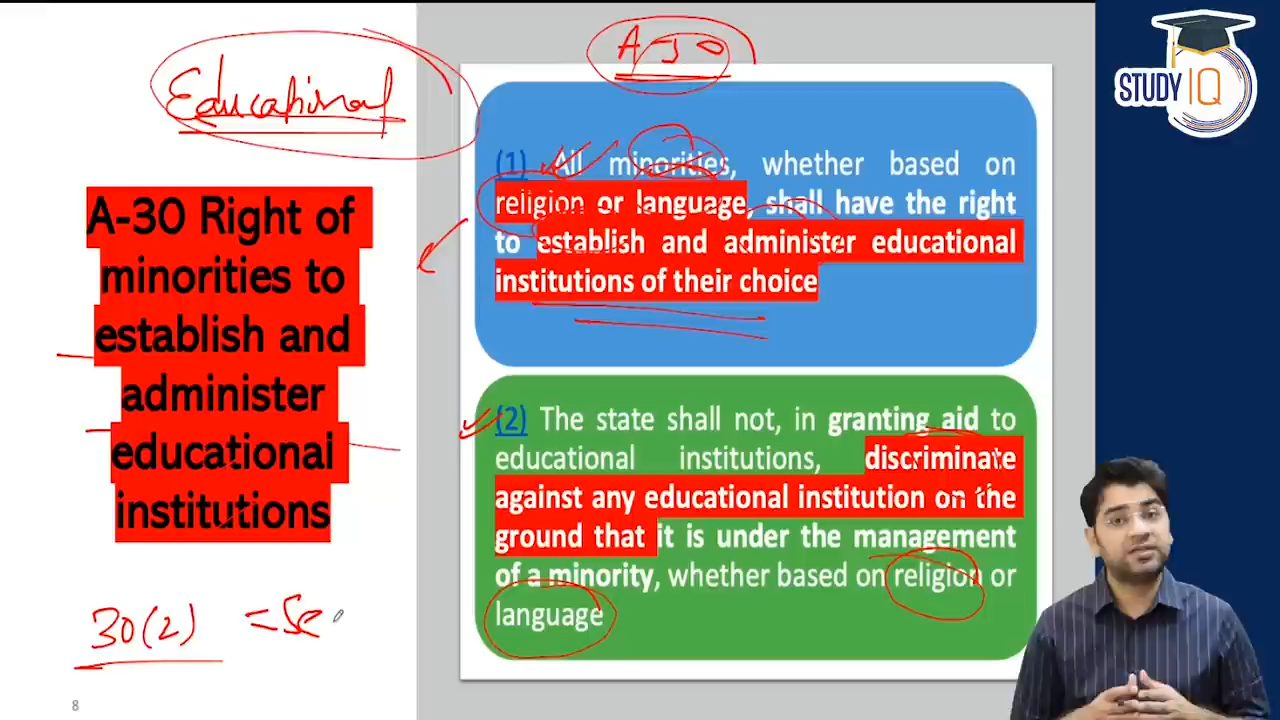 Educational
A-30 Right of
minorities to
establish and
administer
educational
institutions
30(2) = Se
8
A-30
(1) All minorities, whether based on
religion or language, shall have the right
to establish and administer educational
institutions of their choice
(2) The state shall not, in granting aid to
educational institutions, discriminate
against any educational institution on the
ground that it is under the management
of a minority, whether based on religion or
language
STUDY IQ